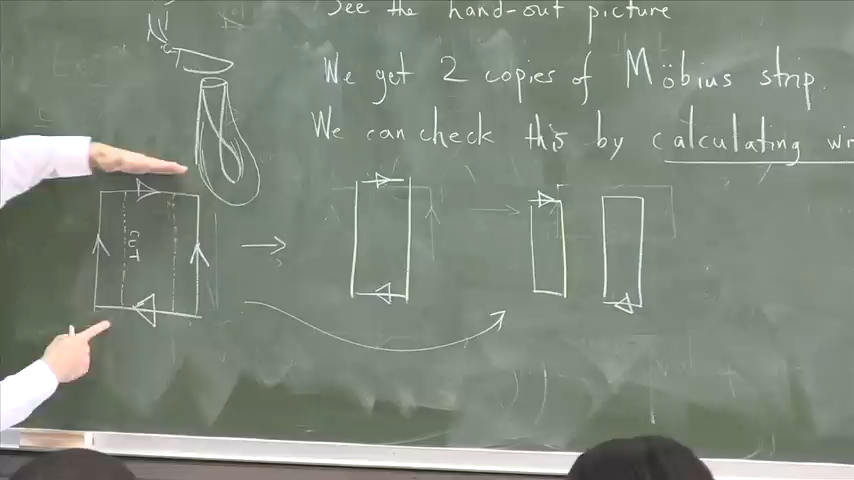 See the hand-out picture
We get 2 copies of Möbius strip.
We can check this by calculating
cut